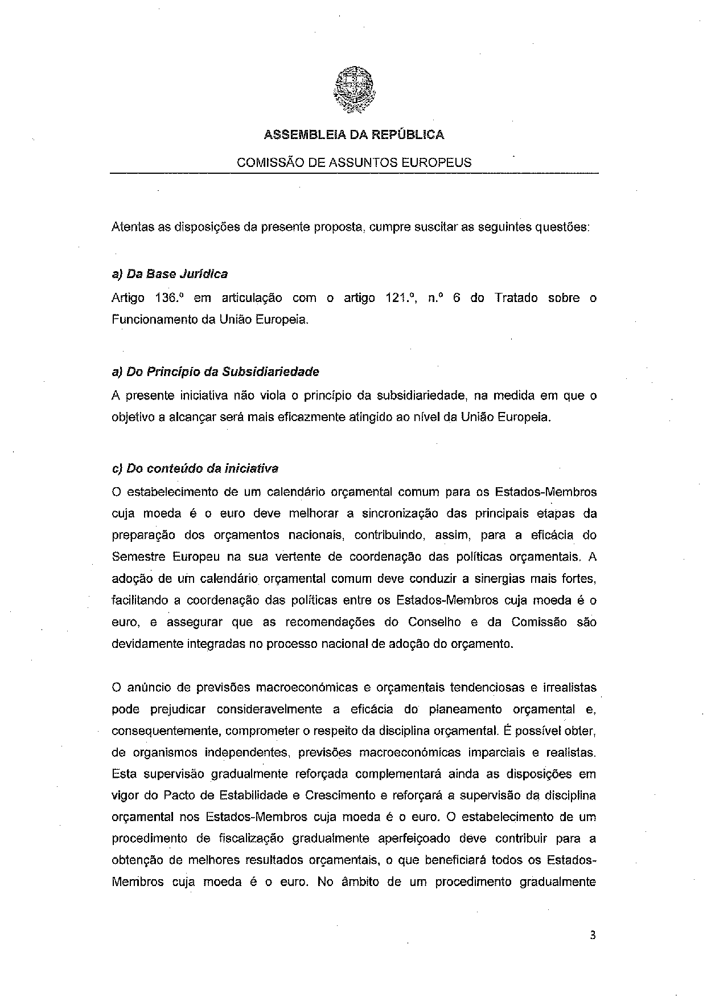 ASSEMBLEIA DA REPÚBLICA
COMISSÃO DE ASSUNTOS EUROPEUS
Atentas as disposições da presente proposta, cumpre suscitar as seguintes questões:
a) Da Base Jurídica
Artigo 136.º em articulação com o artigo 121.º, n.º 6 do Tratado sobre o
Funcionamento da União Europeia.
a) Do Princípio da Subsidiariedade
A presente iniciativa não viola o princípio da subsidiariedade, na medida em que o
objetivo a alcançar será mais eficazmente atingido ao nível da União Europeia.
c) Do conteúdo da iniciativa
O estabelecimento de um calendário orçamental comum para os Estados-Membros
cuja moeda é o euro deve melhorar a sincronização das principais etapas da
preparação dos orçamentos nacionais, contribuindo, assim, para a eficácia do
Semestre Europeu na sua vertente de coordenação das políticas orçamentais. A
adoção de um calendário orçamental comum deve conduzir a sinergias mais fortes,
facilitando a coordenação das políticas entre os Estados-Membros cuja moeda é o
euro, e assegurar que as recomendações do Conselho e da Comissão são
devidamente integradas no processo nacional de adoção do orçamento.
O anúncio de previsões macroeconómicas e orçamentais tendenciosas e irrealistas
pode prejudicar consideravelmente a eficácia do planeamento orçamental e,
consequentemente, comprometer o respeito da disciplina orçamental. É possível obter,
de organismos independentes, previsões macroeconómicas imparciais e realistas.
Esta supervisão gradualmente reforçada complementará ainda as disposições em
vigor do Pacto de Estabilidade e Crescimento e reforçará a supervisão da disciplina
orçamental nos Estados-Membros cuja moeda é o euro. O estabelecimento de um
procedimento de fiscalização gradualmente aperfeiçoado deve contribuir para a
obtenção de melhores resultados orçamentais, o que beneficiará todos os Estados-
Membros cuja moeda é o euro. No âmbito de um procedimento gradualmente
3